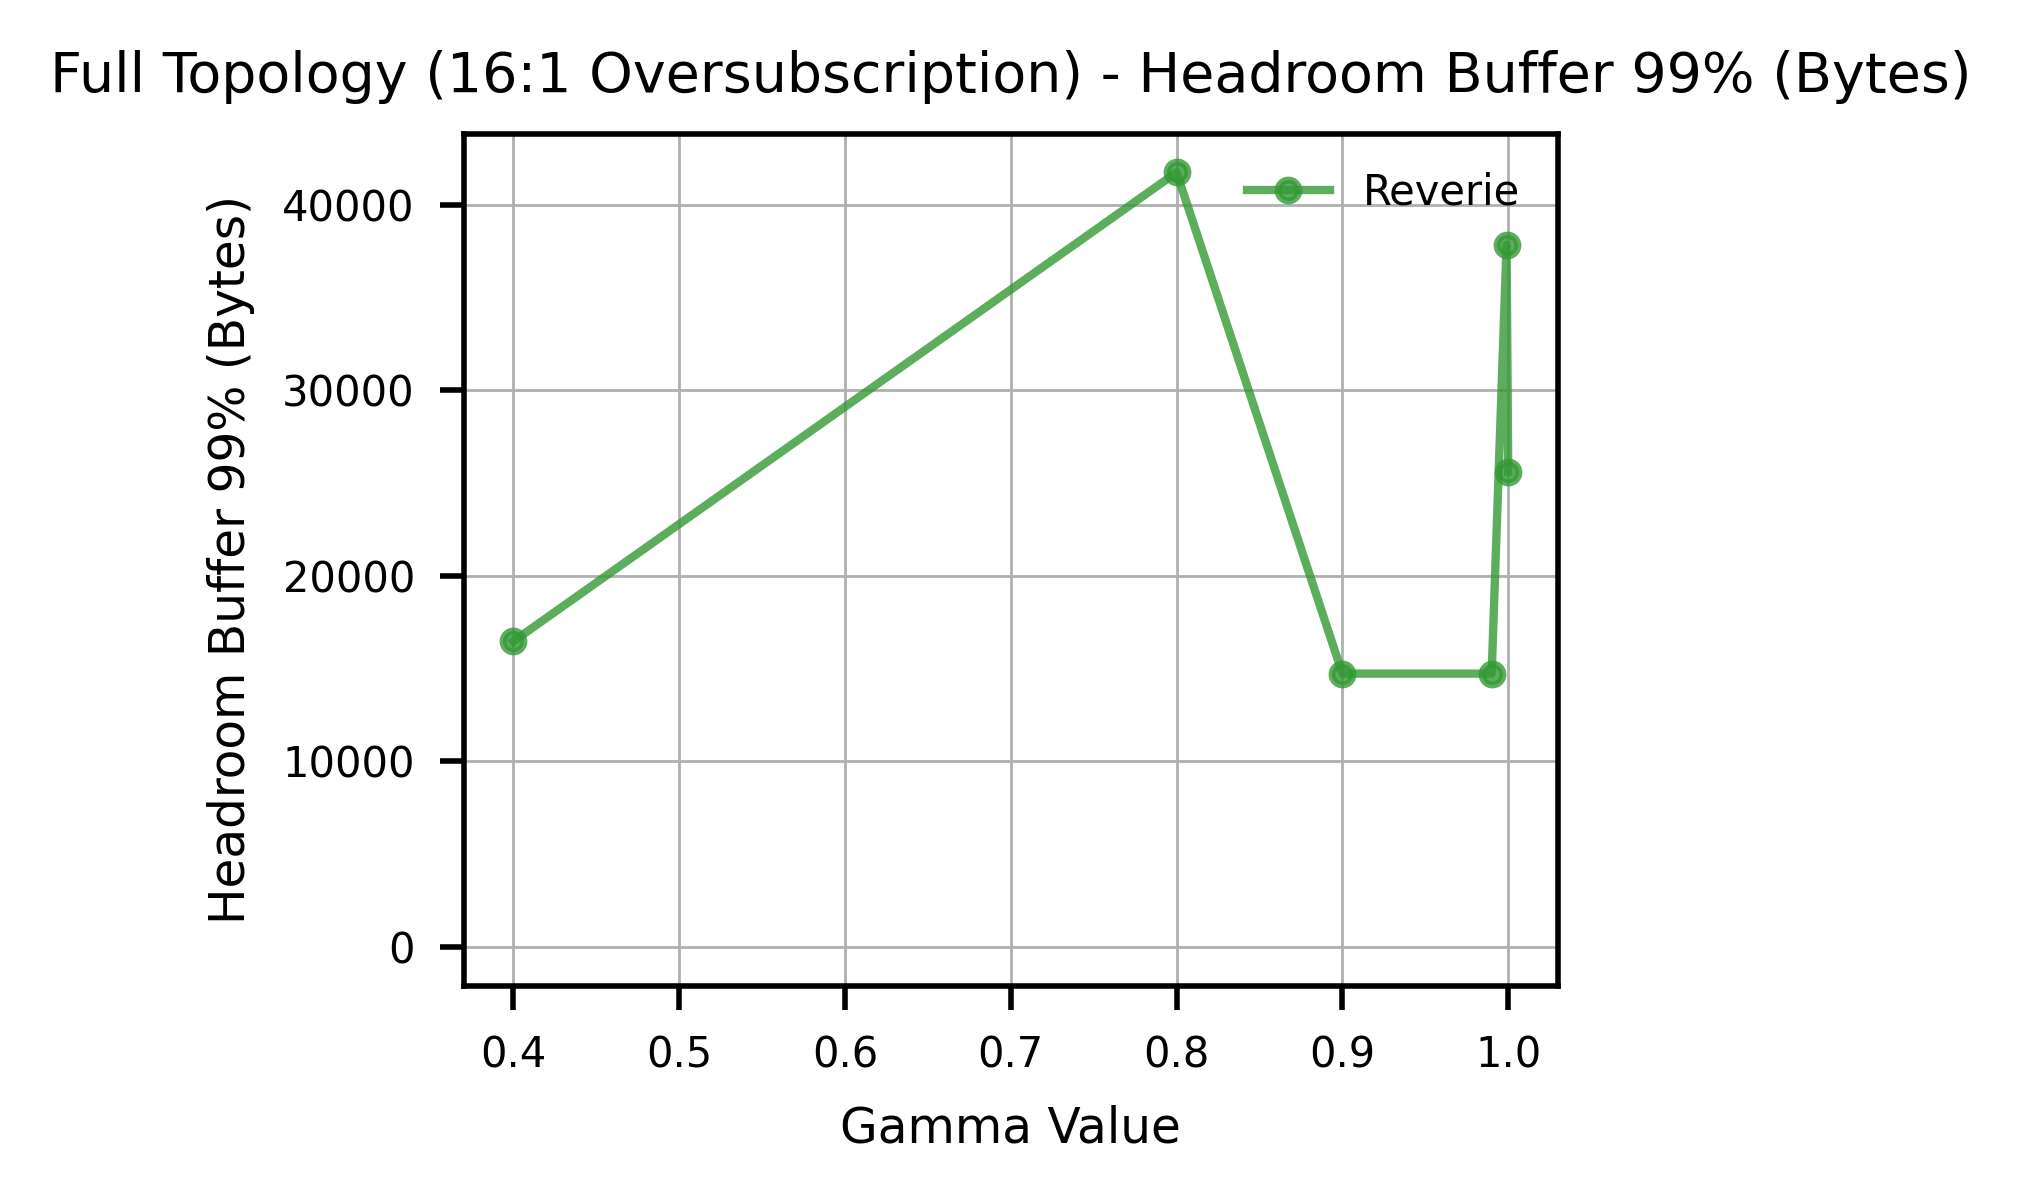 Full Topology (16:1 Oversubscription) - Headroom Buffer 99% (Bytes)
Reverie
Headroom Buffer 99% (Bytes)
40000
30000
20000
10000
0
0.4 0.5 0.6 0.7 0.8 0.9 1.0
Gamma Value